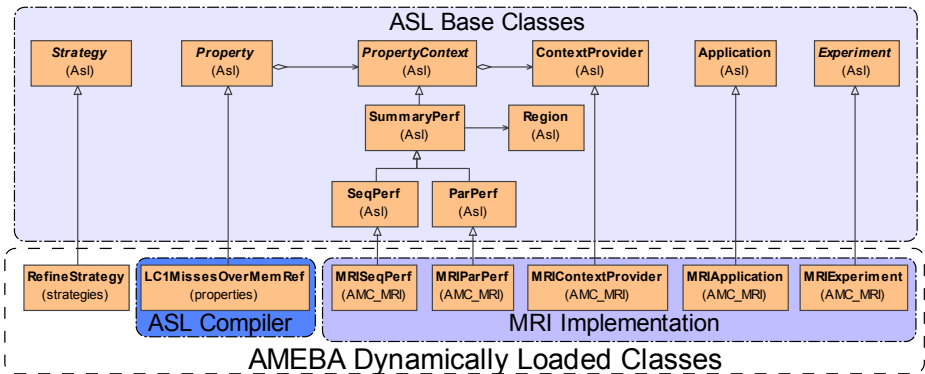 ASL Base Classes
Strategy
(Asl)
Property
(Asl)
PropertyContext
(Asl)
ContextProvider
(Asl)
Application
(Asl)
Experiment
(Asl)
SummaryPerf
(Asl)
Region
(Asl)
SeqPerf
(Asl)
ParPerf
(Asl)
RefineStrategy
(strategies)
LC1MissesOverMemRef
(properties)
MRISeqPerf
(AMC_MRI)
MRIParPerf
(AMC_MRI)
MRIContextProvider
(AMC_MRI)
MRIApplication
(AMC_MRI)
MRIExperiment
(AMC_MRI)
ASL Compiler
MRI Implementation
AMEBA Dynamically Loaded Classes